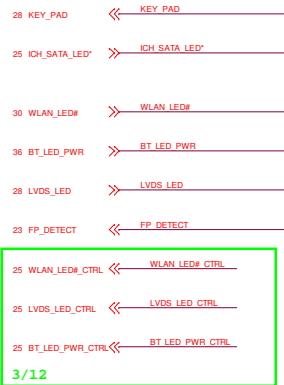 28 KEY_PAD KEY_PAD
25 ICH_SATA_LED* ICH_SATA_LED*
30 WLAN_LED# WLAN_LED#
36 BT_LED_PWR BT_LED_PWR
28 LVDS_LED LVDS_LED
23 FP_DETECT FP_DETECT
25 WLAN_LED#_CTRL WLAN_LED#_CTRL
25 LVDS_LED_CTRL LVDS_LED_CTRL
25 BT_LED_PWR_CTRL BT_LED_PWR_CTRL
3/12